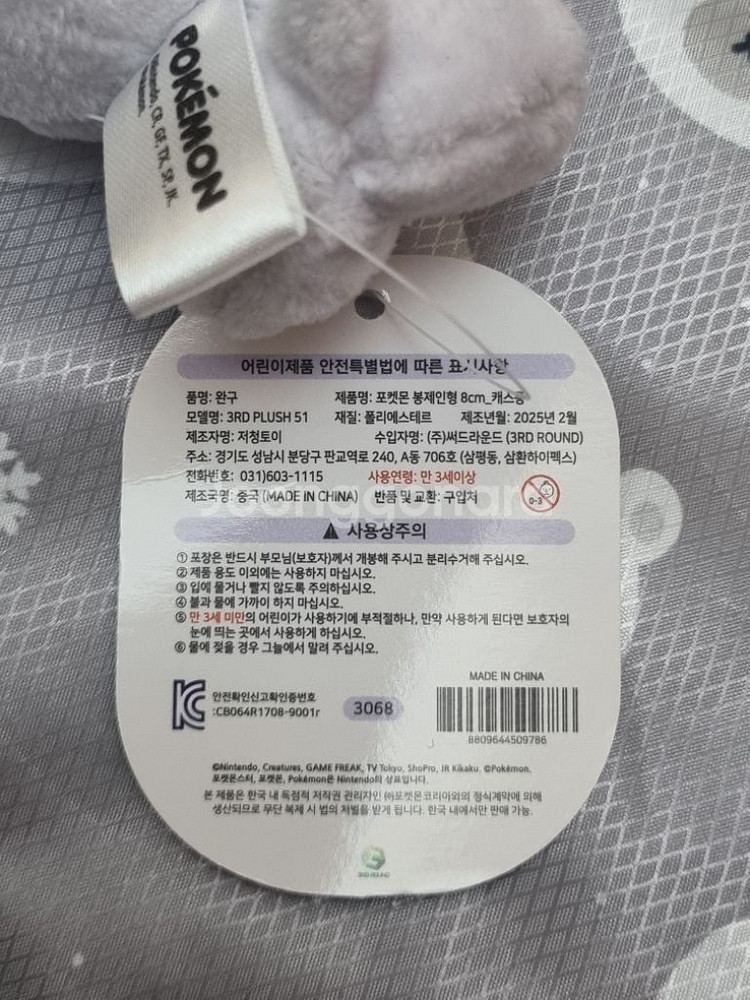 POKÉMON
Nintendo, CR, GF, TX, SP, JK.
Pokémon.
어린이제품 안전특별법에 따른 표시사항
품명: 완구 제품명: 포켓몬 봉제인형 8cm_캐스퐁
모델명: 3RD PLUSH 51 재질: 폴리에스테르 제조년월: 2025년 2월
제조자명: 저청토이 수입자명: (주)써드라운드 (3RD ROUND)
주소: 경기도 성남시 분당구 판교역로 240, A동 706호 (삼평동, 삼환하이펙스)
전화번호: 031)603-1115 사용연령: 만 3세이상
제조국명: 중국 (MADE IN CHINA) 반품 및 교환: 구입처
0-3
사용상주의
① 포장은 반드시 부모님(보호자)께서 개봉해 주시고 분리수거해 주십시오.
② 제품 용도 이외에는 사용하지 마십시오.
③ 입에 물거나 빨지 않도록 주의하십시오.
④ 불과 물에 가까이 하지 마십시오.
⑤ 만 3세 미만의 어린이가 사용하기에 부적절하나, 만약 사용하게 된다면 보호자의
눈에 띄는 곳에서 사용하게 하십시오.
⑥ 물에 젖을 경우 그늘에서 말려 주십시오.
안전확인신고확인증번호
:CB064R1708-9001r
3068
MADE IN CHINA
8809644509786
©Nintendo, Creatures, GAME FREAK, TV Tokyo, ShoPro, JR Kikaku. ©Pokémon.
포켓몬스터, 포켓몬, Pokémon은 Nintendo의 상표입니다.
본 제품은 한국 내 독점적 저작권 관리자인 ㈜포켓몬코리아와의 정식계약에 의해
생산되므로 무단 복제 시 법의 처벌을 받게 됩니다. 한국 내에서만 판매 가능.
3RD ROUND